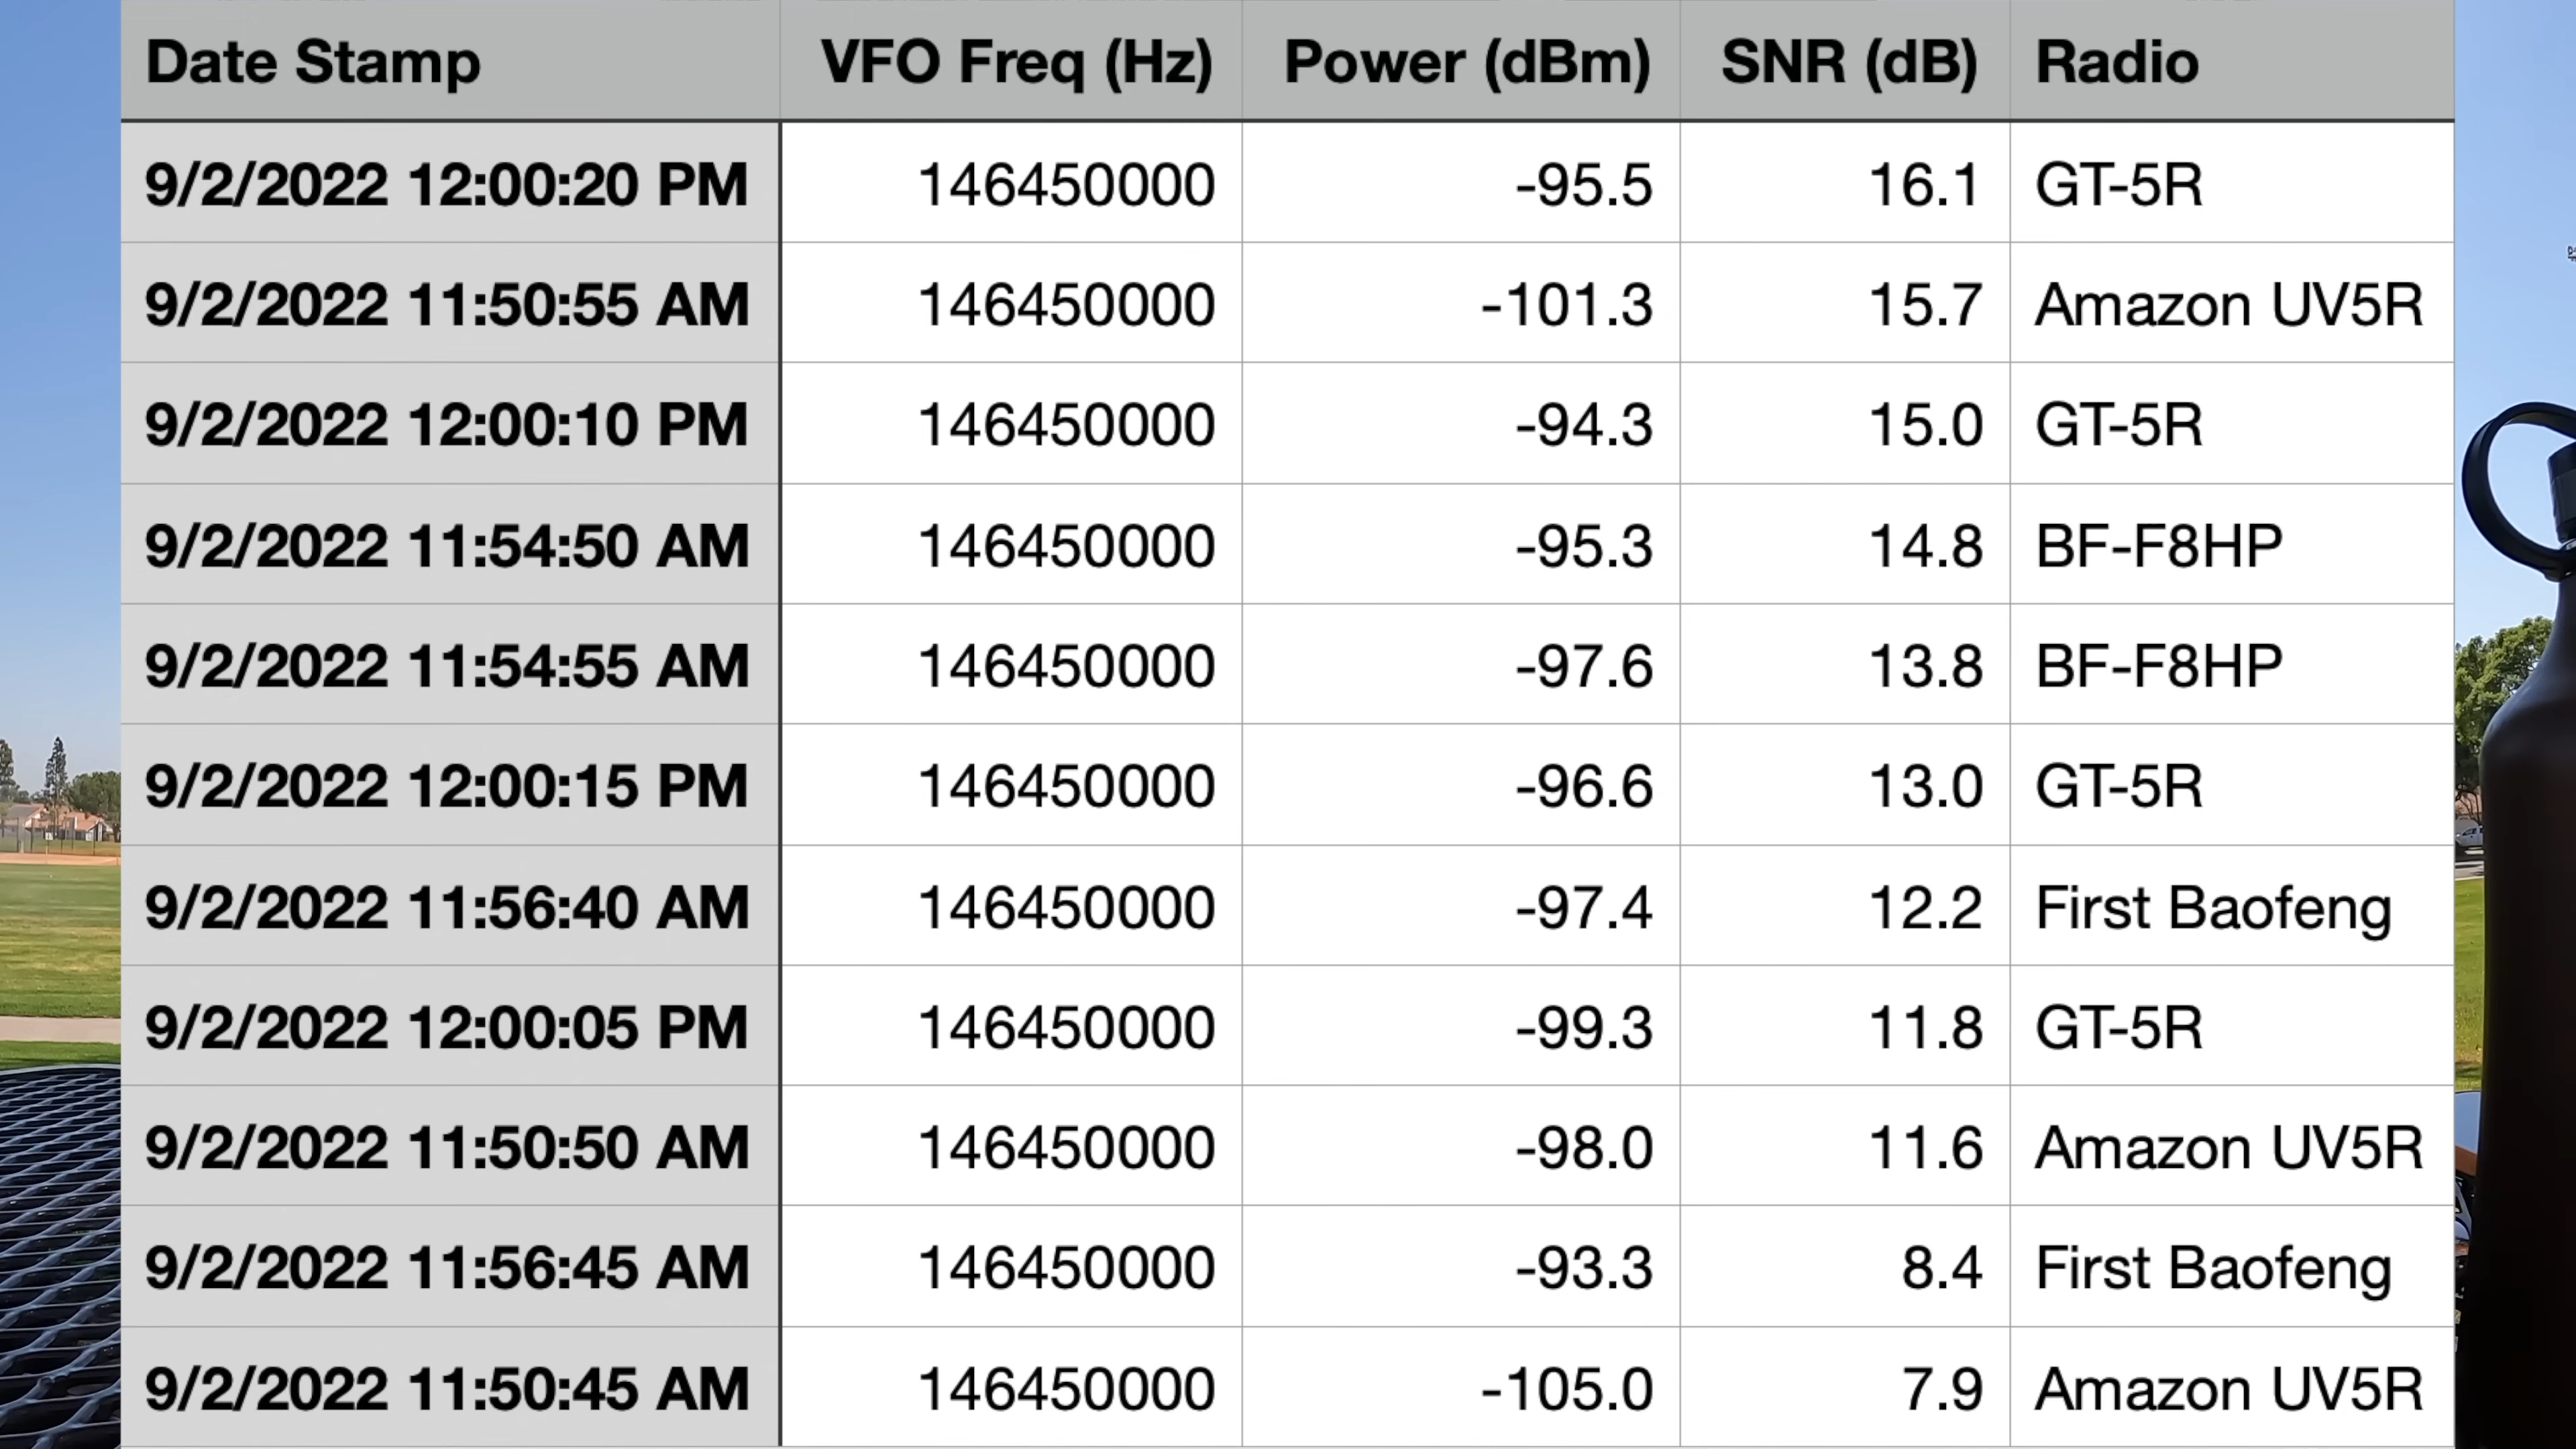 Date Stamp VFO Freq (Hz) Power (dBm) SNR (dB) Radio
9/2/2022 12:00:20 PM 146450000 -95.5 16.1 GT-5R
9/2/2022 11:50:55 AM 146450000 -101.3 15.7 Amazon UV5R
9/2/2022 12:00:10 PM 146450000 -94.3 15.0 GT-5R
9/2/2022 11:54:50 AM 146450000 -95.3 14.8 BF-F8HP
9/2/2022 11:54:55 AM 146450000 -97.6 13.8 BF-F8HP
9/2/2022 12:00:15 PM 146450000 -96.6 13.0 GT-5R
9/2/2022 11:56:40 AM 146450000 -97.4 12.2 First Baofeng
9/2/2022 12:00:05 PM 146450000 -99.3 11.8 GT-5R
9/2/2022 11:50:50 AM 146450000 -98.0 11.6 Amazon UV5R
9/2/2022 11:56:45 AM 146450000 -93.3 8.4 First Baofeng
9/2/2022 11:50:45 AM 146450000 -105.0 7.9 Amazon UV5R